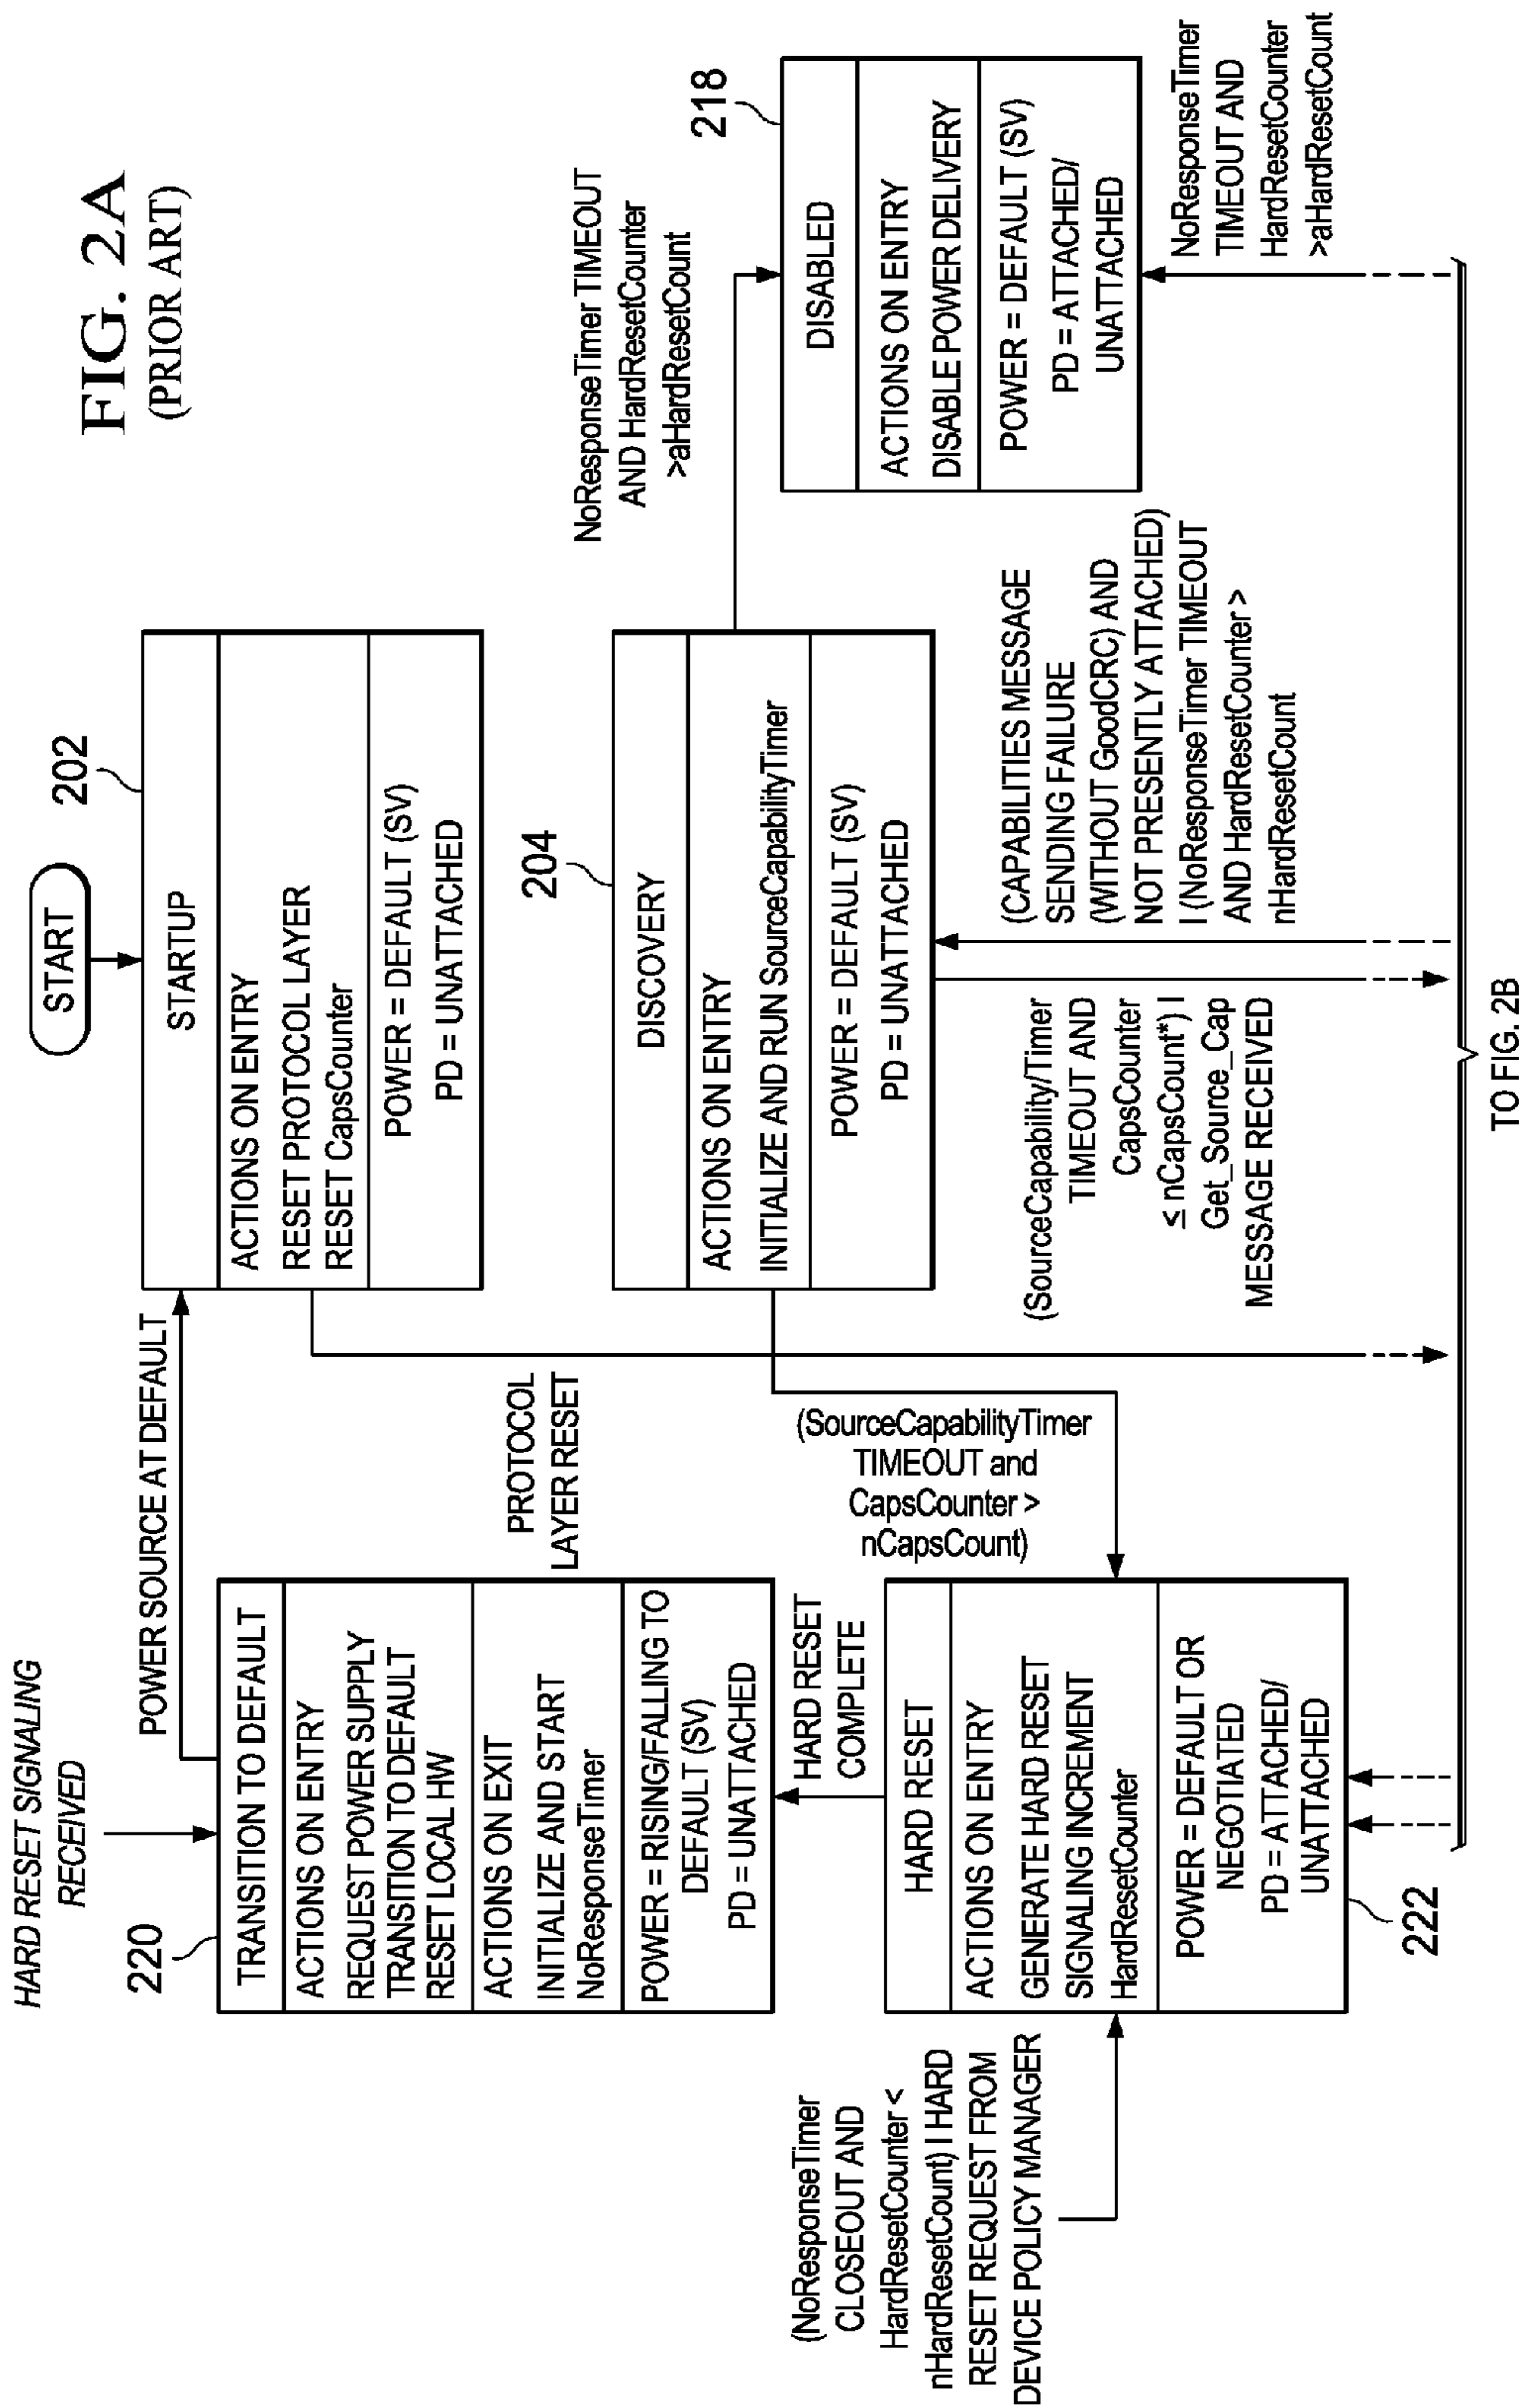 FIG. 2A
(PRIOR ART)
START
202
STARTUP
ACTIONS ON ENTRY
RESET PROTOCOL LAYER
RESET CapsCounter
POWER = DEFAULT (SV)
PD = UNATTACHED
HARD RESET SIGNALING
RECEIVED
POWER SOURCE AT DEFAULT
220
TRANSITION TO DEFAULT
ACTIONS ON ENTRY
REQUEST POWER SUPPLY
TRANSITION TO DEFAULT
RESET LOCAL HW
ACTIONS ON EXIT
INITIALIZE AND START
NoResponseTimer
POWER = RISING/FALLING TO
DEFAULT (SV)
PD = UNATTACHED
PROTOCOL
LAYER RESET
204
DISCOVERY
ACTIONS ON ENTRY
INITIALIZE AND RUN SourceCapabilityTimer
POWER = DEFAULT (SV)
PD = UNATTACHED
NoResponseTimer TIMEOUT
AND HardResetCounter
>aHardResetCount
218
DISABLED
ACTIONS ON ENTRY
DISABLE POWER DELIVERY
POWER = DEFAULT (SV)
PD = ATTACHED/
UNATTACHED
HARD RESET
COMPLETE
(SourceCapabilityTimer
TIMEOUT and
CapsCounter >
nCapsCount)
(NoResponseTimer
CLOSEOUT AND
HardResetCounter <
nHardResetCount) I HARD
RESET REQUEST FROM
DEVICE POLICY MANAGER
HARD RESET
ACTIONS ON ENTRY
GENERATE HARD RESET
SIGNALING INCREMENT
HardResetCounter
POWER = DEFAULT OR
NEGOTIATED
PD = ATTACHED/
UNATTACHED
222
(SourceCapability/Timer
TIMEOUT AND
CapsCounter
≤ nCapsCount*) I
Get_Source_Cap
MESSAGE RECEIVED
(CAPABILITIES MESSAGE
SENDING FAILURE
(WITHOUT GoodCRC) AND
NOT PRESENTLY ATTACHED)
I (NoResponseTimer TIMEOUT
AND HardResetCounter >
nHardResetCount
NoResponseTimer
TIMEOUT AND
HardResetCounter
>aHardResetCount
TO FIG. 2B